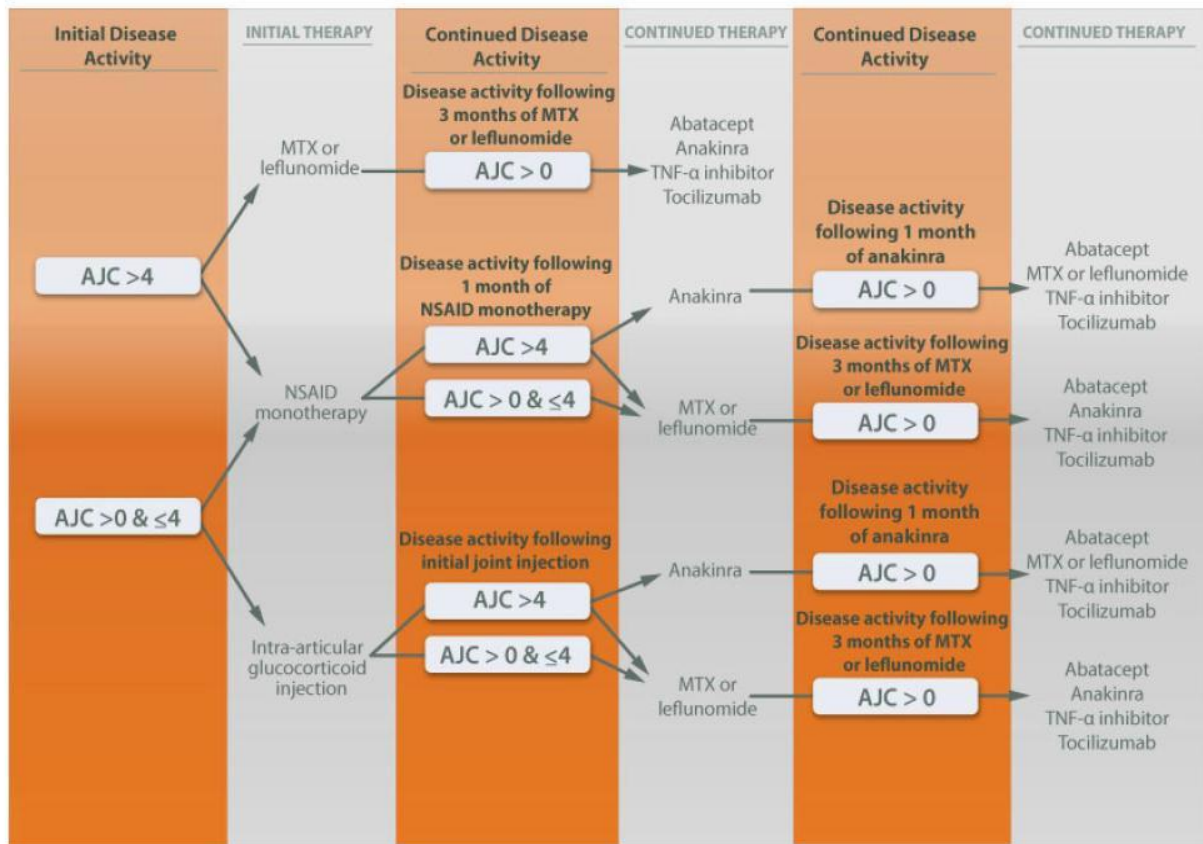 Initial Disease
Activity
INITIAL THERAPY
Continued Disease
Activity
CONTINUED THERAPY
Continued Disease
Activity
CONTINUED THERAPY
AJC >4
AJC >0 & ≤4
MTX or
leflunomide
NSAID
monotherapy
Intra-articular
glucocorticoid
injection
Disease activity following
3 months of MTX
or leflunomide
AJC > 0
Disease activity following
1 month of
NSAID monotherapy
AJC >4
AJC > 0 & ≤4
Disease activity following
initial joint injection
AJC >4
AJC > 0 & ≤4
Abatacept
Anakinra
TNF-α inhibitor
Tocilizumab
Anakinra
MTX or
leflunomide
Anakinra
MTX or
leflunomide
Disease activity
following 1 month
of anakinra
AJC > 0
Disease activity following
3 months of MTX
or leflunomide
AJC > 0
Disease activity
following 1 month
of anakinra
AJC > 0
Disease activity following
3 months of MTX
or leflunomide
AJC > 0
Abatacept
MTX or leflunomide
TNF-α inhibitor
Tocilizumab
Abatacept
Anakinra
TNF-α inhibitor
Tocilizumab
Abatacept
MTX or leflunomide
TNF-α inhibitor
Tocilizumab
Abatacept
Anakinra
TNF-α inhibitor
Tocilizumab